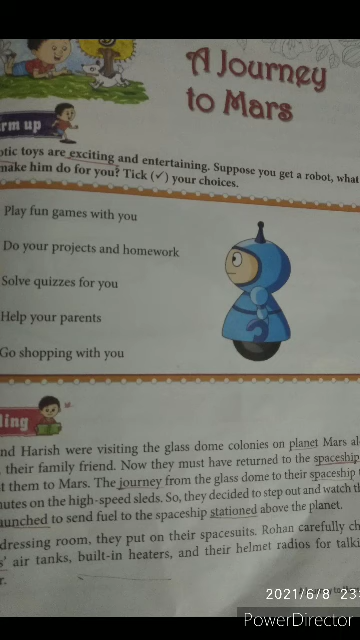 A Journey
to Mars
rm up
otic toys are exciting and entertaining. Suppose you get a robot, what
make him do for you? Tick (✓) your choices.
Play fun games with you
Do your projects and homework
Solve quizzes for you
Help your parents
Go shopping with you
ling
nd Harish were visiting the glass dome colonies on planet Mars al
their family friend. Now they must have returned to the spaceship
t them to Mars. The journey from the glass dome to their spaceship
nutes on the high-speed sleds. So, they decided to step out and watch th
aunched to send fuel to the spaceship stationed above the planet.
dressing room, they put on their spacesuits. Rohan carefully ch
s' air tanks, built-in heaters, and their helmet radios for talki
r.
2021/6/8 23
PowerDirector